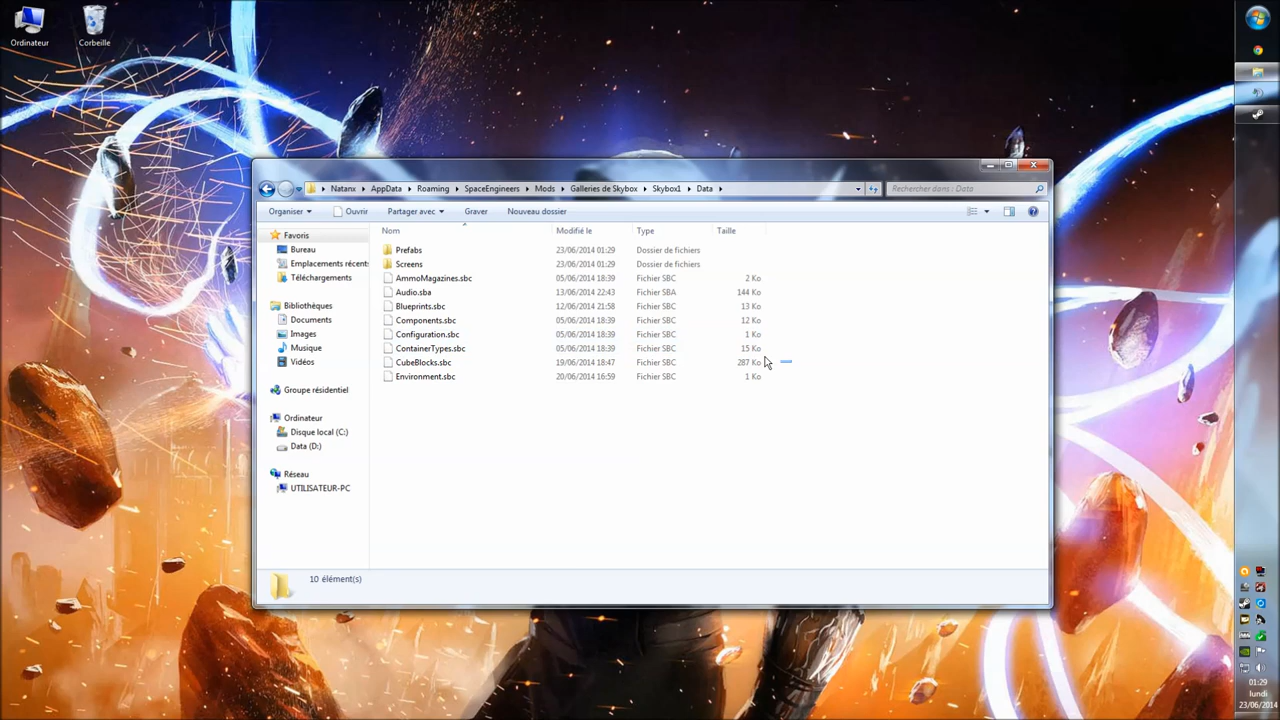 Ordinateur
Corbeille
Natanx
AppData
Roaming
SpaceEngineers
Mods
Galleries de Skybox
Skybox1
Data
Rechercher dans : Data
Organiser
Ouvrir
Partager avec
Graver
Nouveau dossier
Nom Modifié le Type Taille
Favoris
Bureau
Emplacements récent
Téléchargements
Bibliothèques
Documents
Images
Musique
Vidéos
Groupe résidentiel
Ordinateur
Disque local (C:)
Data (D:)
Réseau
UTILISATEUR-PC
Prefabs 23/06/2014 01:29 Dossier de fichiers
Screens 23/06/2014 01:29 Dossier de fichiers
AmmoMagazines.sbc 05/06/2014 18:39 Fichier SBC 2 Ko
Audio.sba 13/06/2014 22:43 Fichier SBA 144 Ko
Blueprints.sbc 12/06/2014 21:58 Fichier SBC 13 Ko
Components.sbc 05/06/2014 18:39 Fichier SBC 12 Ko
Configuration.sbc 05/06/2014 18:39 Fichier SBC 1 Ko
ContainerTypes.sbc 05/06/2014 18:39 Fichier SBC 15 Ko
CubeBlocks.sbc 19/06/2014 18:47 Fichier SBC 287 Ko
Environment.sbc 20/06/2014 16:59 Fichier SBC 1 Ko
10 élément(s)
01:29
lundi
23/06/2014